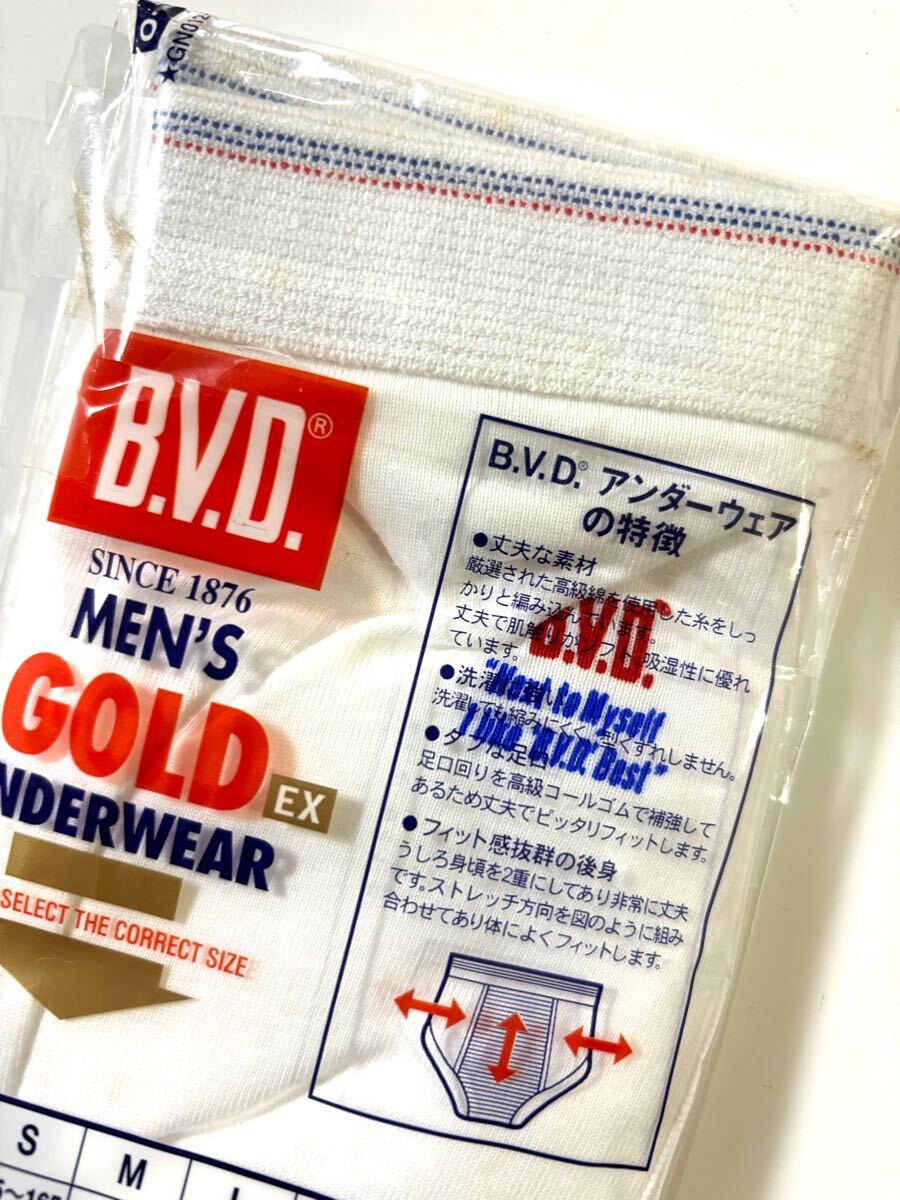 O
★GN012
B.V.D.®
SINCE 1876
MEN'S
GOLD
EX
NDERWEAR
SELECT THE CORRECT SIZE
B.V.D.® アンダーウェア
の特徴
●丈夫な素材
厳選された高級綿を使用した糸をしっ
かりと編み込んでいます。
丈夫で肌触りがソフト、吸湿性に優れ
ています。
●洗濯に強い
洗濯しても縮みにくく、型くずれしません。
●タフな足口
足口回りを高級コールゴムで補強して
あるため丈夫でピッタリフィットします。
●フィット感抜群の後身
うしろ身頃を2重にしてあり非常に丈夫
です。ストレッチ方向を図のように組み
合わせてあり体によくフィットします。
B.V.D.
"Next to Myself
I Like 'B.V.D.' Best"
S
M
L